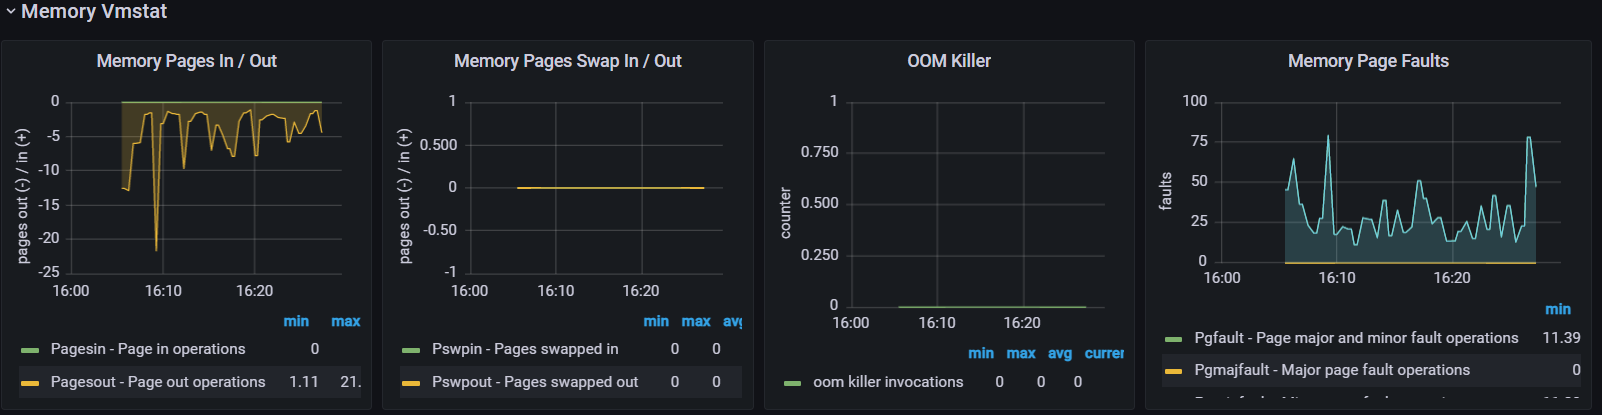 Memory Vmstat
Memory Pages In / Out
pages out (-) / in (+)
0
-5
-10
-15
-20
-25
16:00
16:10
16:20
min max
Pagesin - Page in operations 0
Pagesout - Page out operations 1.11 21.
Memory Pages Swap In / Out
pages out (-) / in (+)
1
0.500
0
-0.50
-1
16:00
16:10
16:20
min max avg
Pswpin - Pages swapped in 0 0
Pswpout - Pages swapped out 0 0
OOM Killer
counter
1
0.750
0.500
0.250
0
16:00
16:10
16:20
min max avg curren
oom killer invocations 0 0 0
Memory Page Faults
faults
100
75
50
25
0
16:00
16:10
16:20
min
Pgfault - Page major and minor fault operations 11.39
Pgmajfault - Major page fault operations 0